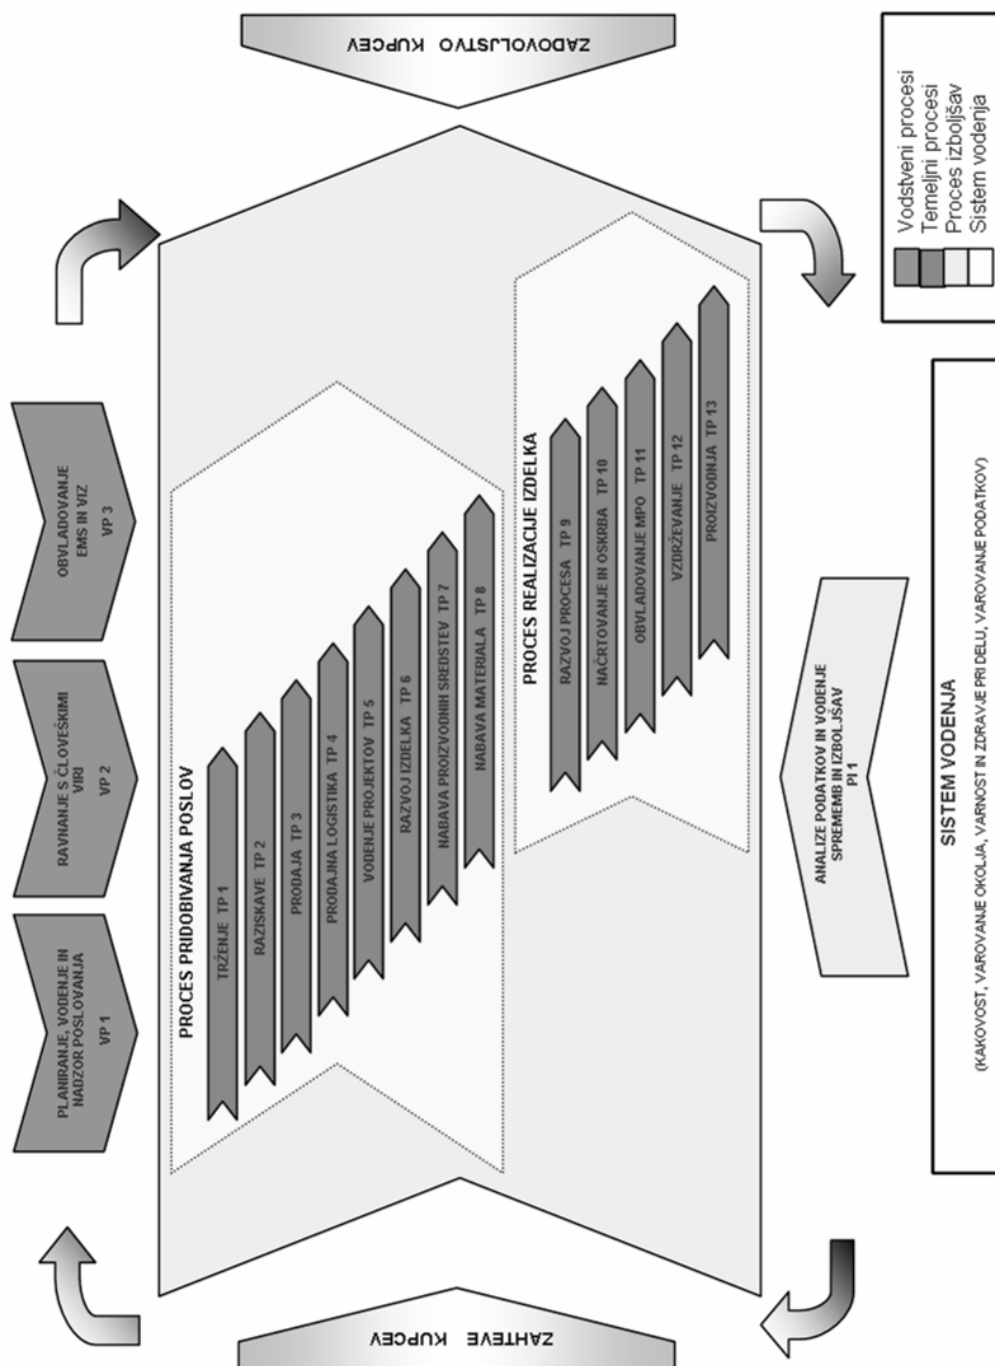 ZAHTEVE KUPCEV
PLANIRANJE, VODENJE IN
NADZOR POSLOVANJA
VP 1
RAVNANJE S ČLOVEŠKIMI
VIRI
VP 2
OBVLADOVANJE
EMS IN VIZ
VP 3
PROCES PRIDOBIVANJA POSLOV
TRŽENJE TP 1
RAZISKAVE TP 2
PRODAJA TP 3
PRODAJNA LOGISTIKA TP 4
VODENJE PROJEKTOV TP 5
RAZVOJ IZDELKA TP 6
NABAVA PROIZVODNIH SREDSTEV TP 7
NABAVA MATERIALA TP 8
PROCES REALIZACIJE IZDELKA
RAZVOJ PROCESA TP 9
NAČRTOVANJE IN OSKRBA TP 10
OBVLADOVANJE MPO TP 11
VZDRŽEVANJE TP 12
PROIZVODNJA TP 13
ZADOVOLJSTVO KUPCEV
ANALIZE PODATKOV IN VODENJE
SPREMEMB IN IZBOLJŠAV
PI 1
SISTEM VODENJA
(KAKOVOST, VAROVANJE OKOLJA, VARNOST IN ZDRAVJE PRI DELU, VAROVANJE PODATKOV)
Vodstveni procesi
Temeljni procesi
Proces izboljšav
Sistem vodenja